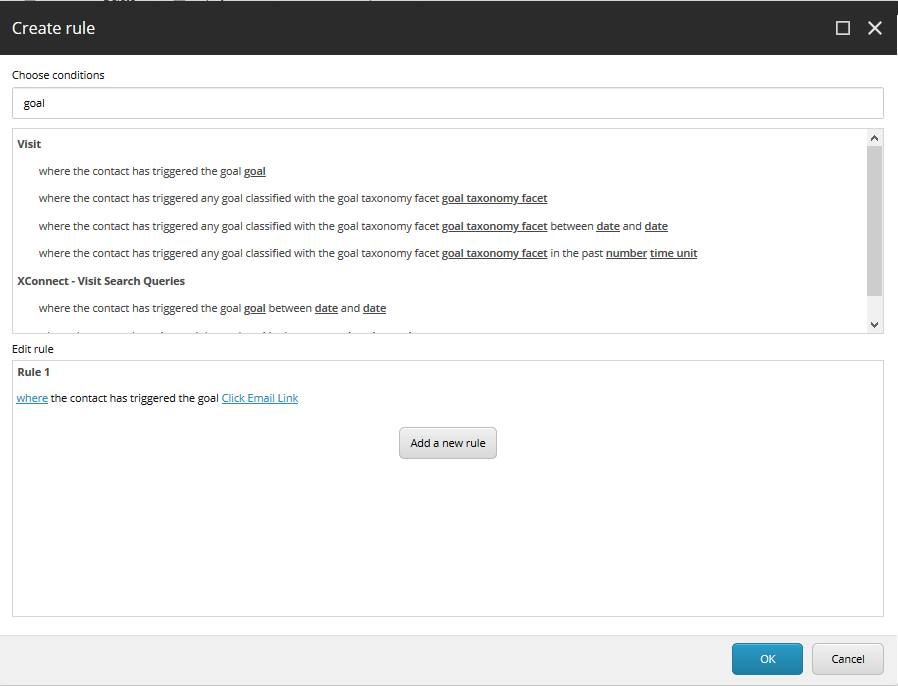 Create rule
Choose conditions
goal
Visit
where the contact has triggered the goal goal
where the contact has triggered any goal classified with the goal taxonomy facet goal taxonomy facet
where the contact has triggered any goal classified with the goal taxonomy facet goal taxonomy facet between date and date
where the contact has triggered any goal classified with the goal taxonomy facet goal taxonomy facet in the past number time unit
XConnect - Visit Search Queries
where the contact has triggered the goal goal between date and date
Edit rule
Rule 1
where the contact has triggered the goal Click Email Link
Add a new rule
OK
Cancel